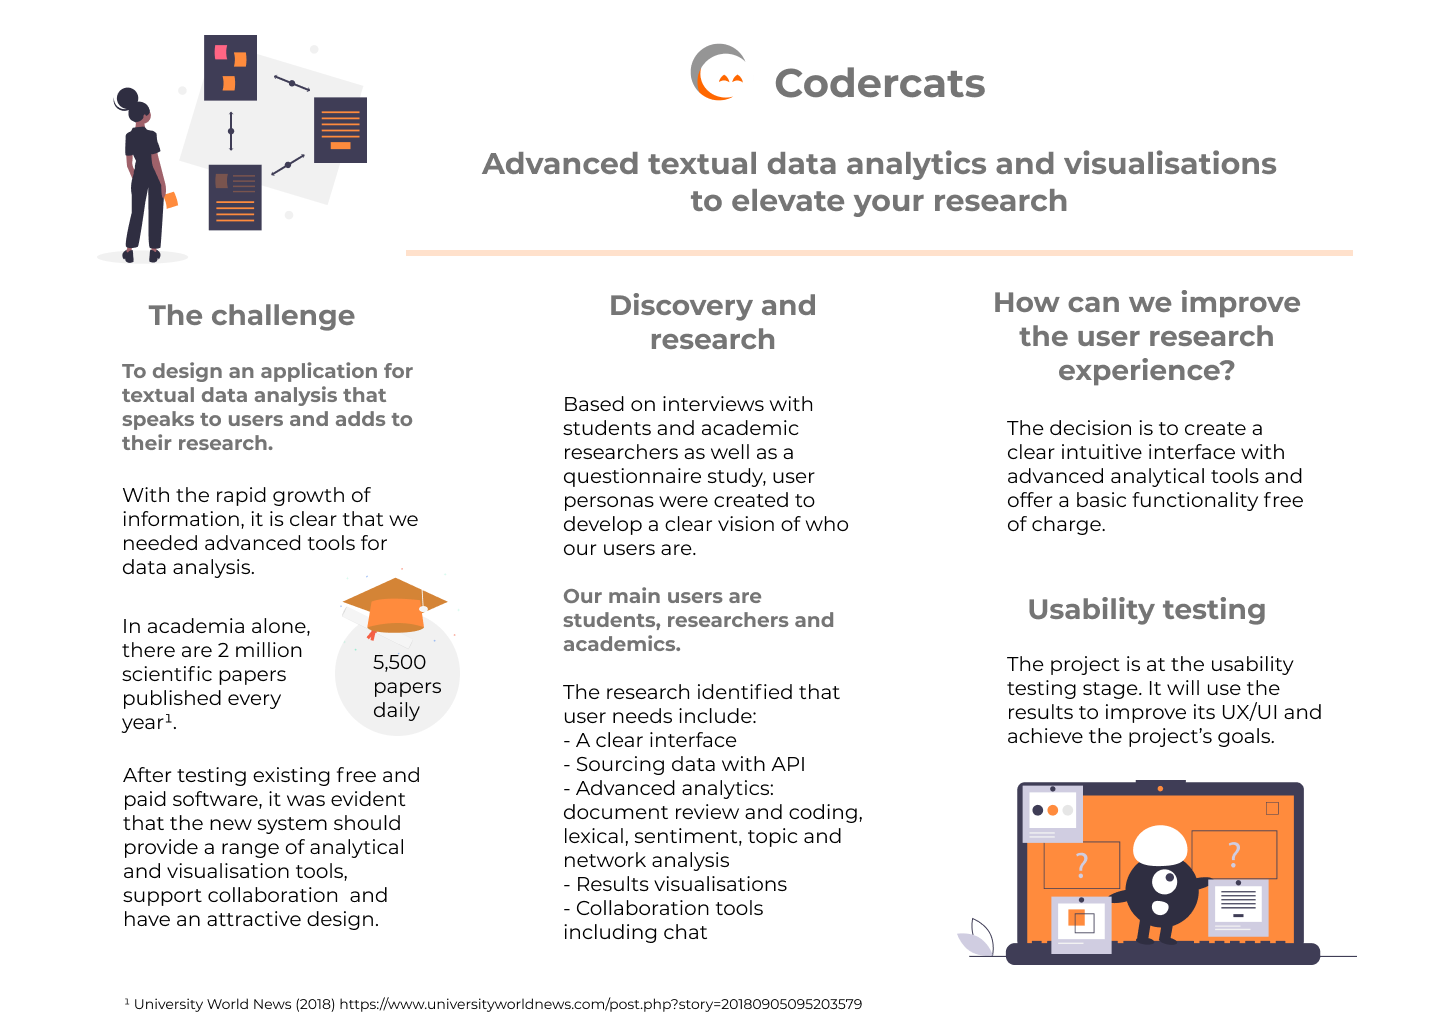 Codercats
Advanced textual data analytics and visualisations
to elevate your research
The challenge
To design an application for
textual data analysis that
speaks to users and adds to
their research.
With the rapid growth of
information, it is clear that we
needed advanced tools for
data analysis.
In academia alone,
there are 2 million
scientific papers
published every
year¹.
5,500
papers
daily
After testing existing free and
paid software, it was evident
that the new system should
provide a range of analytical
and visualisation tools,
support collaboration  and
have an attractive design.
Discovery and
research
Based on interviews with
students and academic
researchers as well as a
questionnaire study, user
personas were created to
develop a clear vision of who
our users are.
Our main users are
students, researchers and
academics.
The research identified that
user needs include:
- A clear interface
- Sourcing data with API
- Advanced analytics:
document review and coding,
lexical, sentiment, topic and
network analysis
- Results visualisations
- Collaboration tools
including chat
How can we improve
the user research
experience?
The decision is to create a
clear intuitive interface with
advanced analytical tools and
offer a basic functionality free
of charge.
Usability testing
The project is at the usability
testing stage. It will use the
results to improve its UX/UI and
achieve the project's goals.
?
?
¹ University World News (2018) https://www.universityworldnews.com/post.php?story=20180905095203579